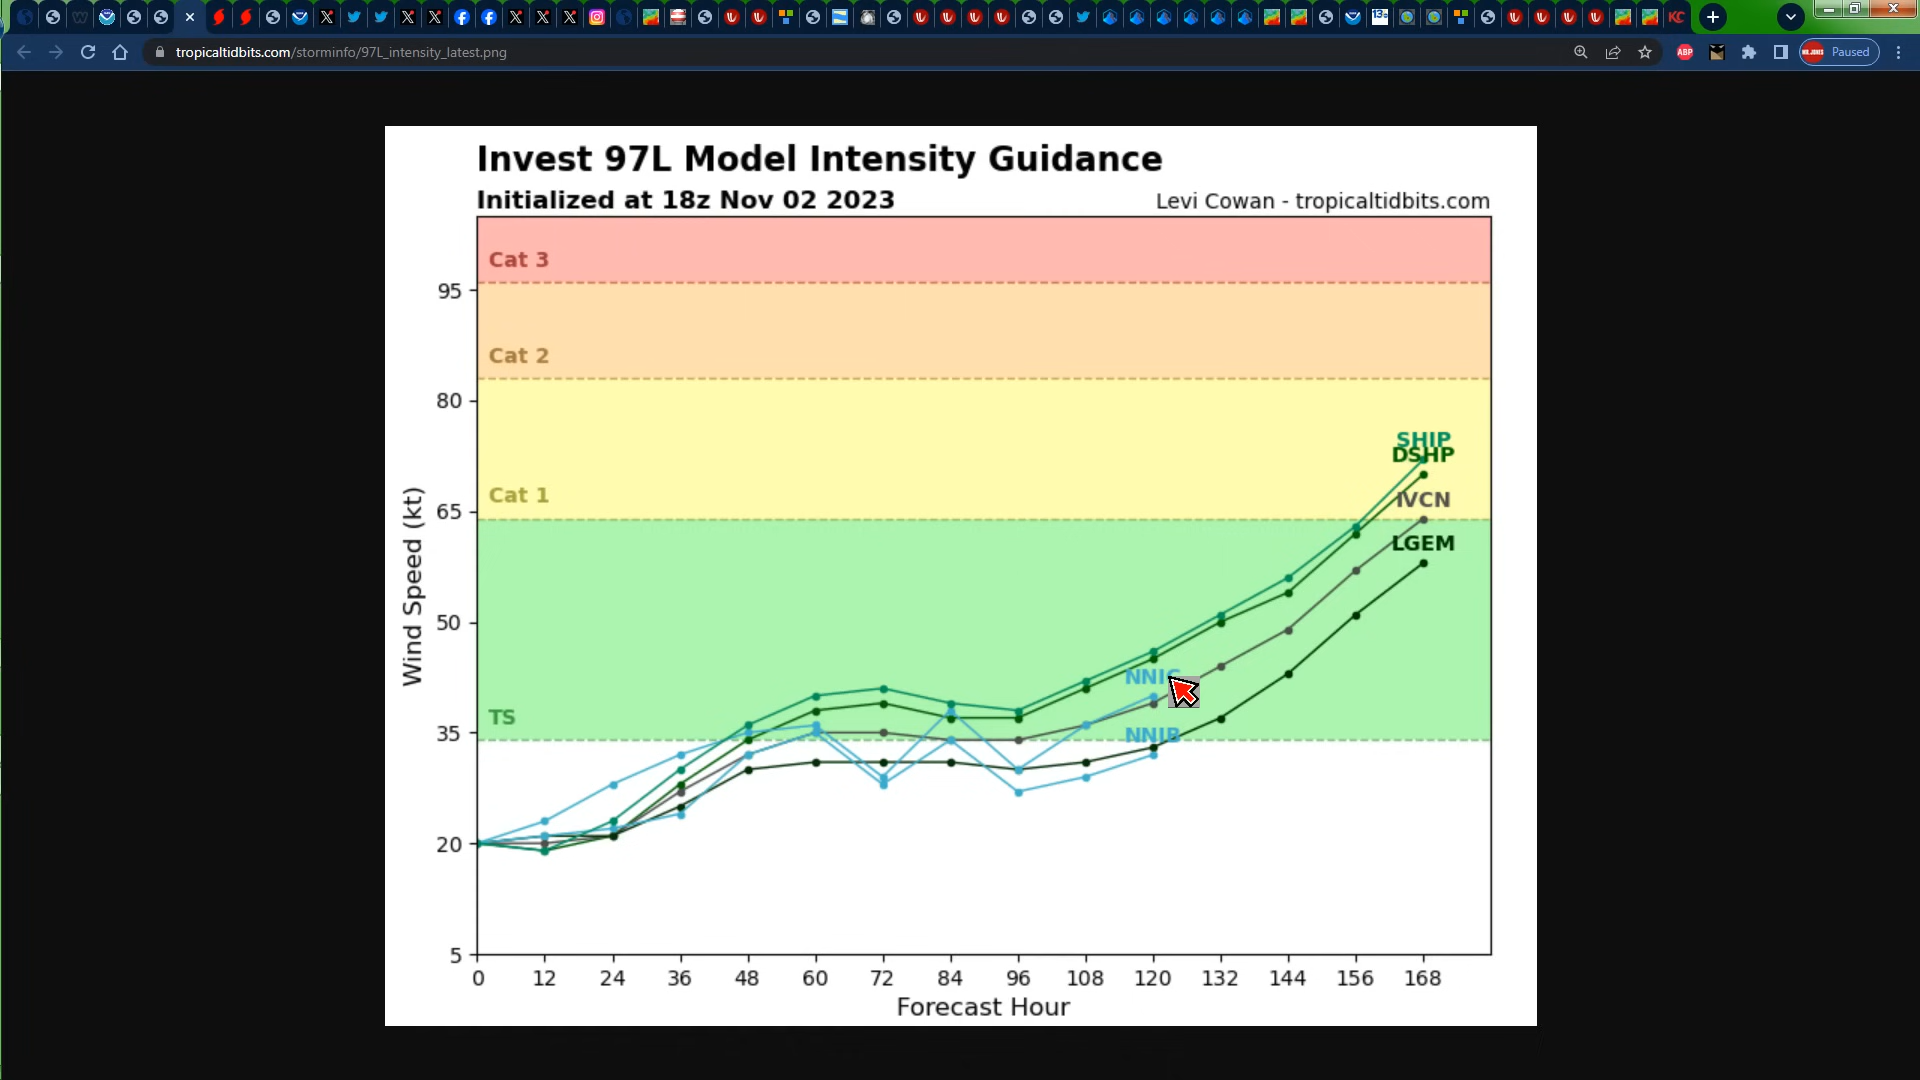 13
KC
tropicaltidbits.com/storminfo/97L_intensity_latest.png
ABP
Paused
Invest 97L Model Intensity Guidance
Initialized at 18z Nov 02 2023
Levi Cowan - tropicaltidbits.com
Cat 3
95
Cat 2
80
SHIP
DSHP
Cat 1
IVCN
65
LGEM
Wind Speed (kt)
50
NNIC
TS
35
NNIB
20
5
0 12 24 36 48 60 72 84 96 108 120 132 144 156 168
Forecast Hour